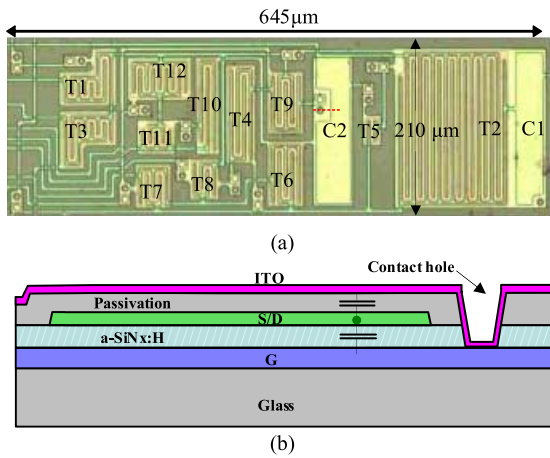 645μm
T1
T12
T10
T3
T11
T4
T9
C2
T5
210 μm
T2
C1
T7
T8
T6
(a)
ITO
Contact hole
Passivation
S/D
a-SiNx:H
G
Glass
(b)